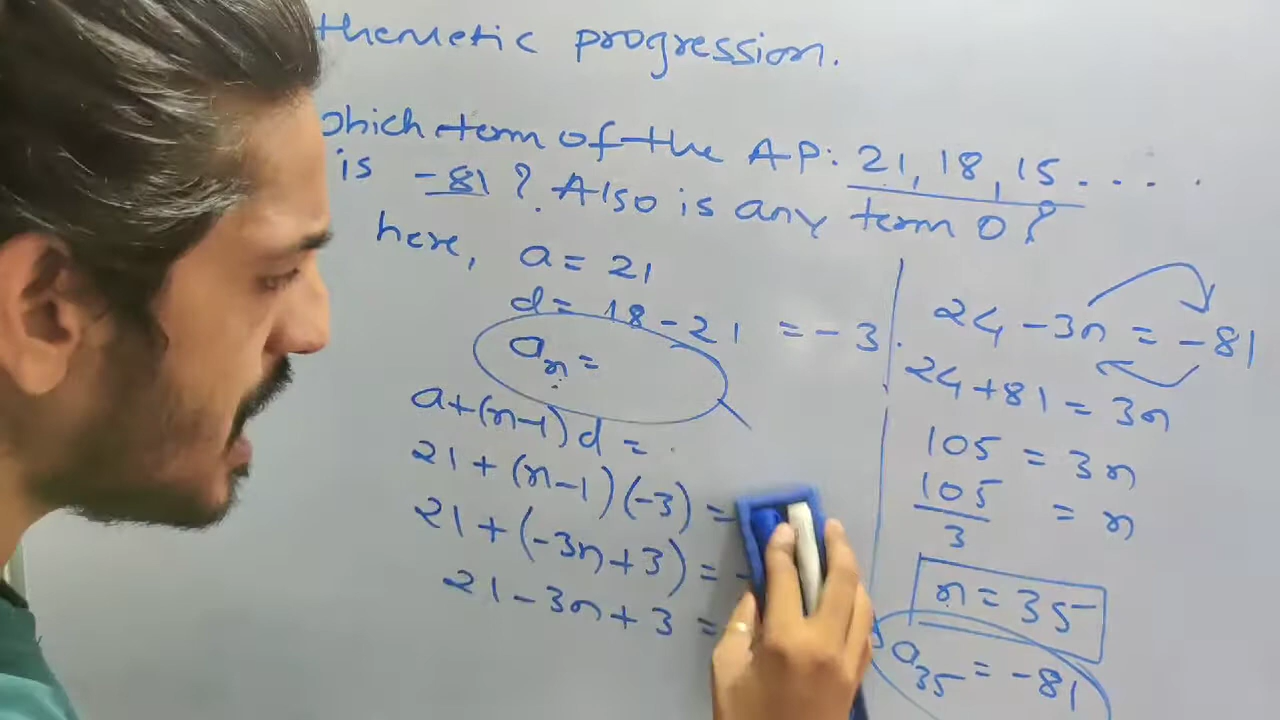 thematic progression.
which term of the AP: 21, 18, 15.....
is -81? Also is any term 0?
here, a = 21
d = 18 - 21 = -3.
an =
a+(n-1)d =
21 + (n-1)(-3) =
21 + (-3n+3) = -
21 - 3n + 3 =
24 - 3n = -81
24 + 81 = 3n
105 = 3n
105/3 = n
n = 35
a35 = -81